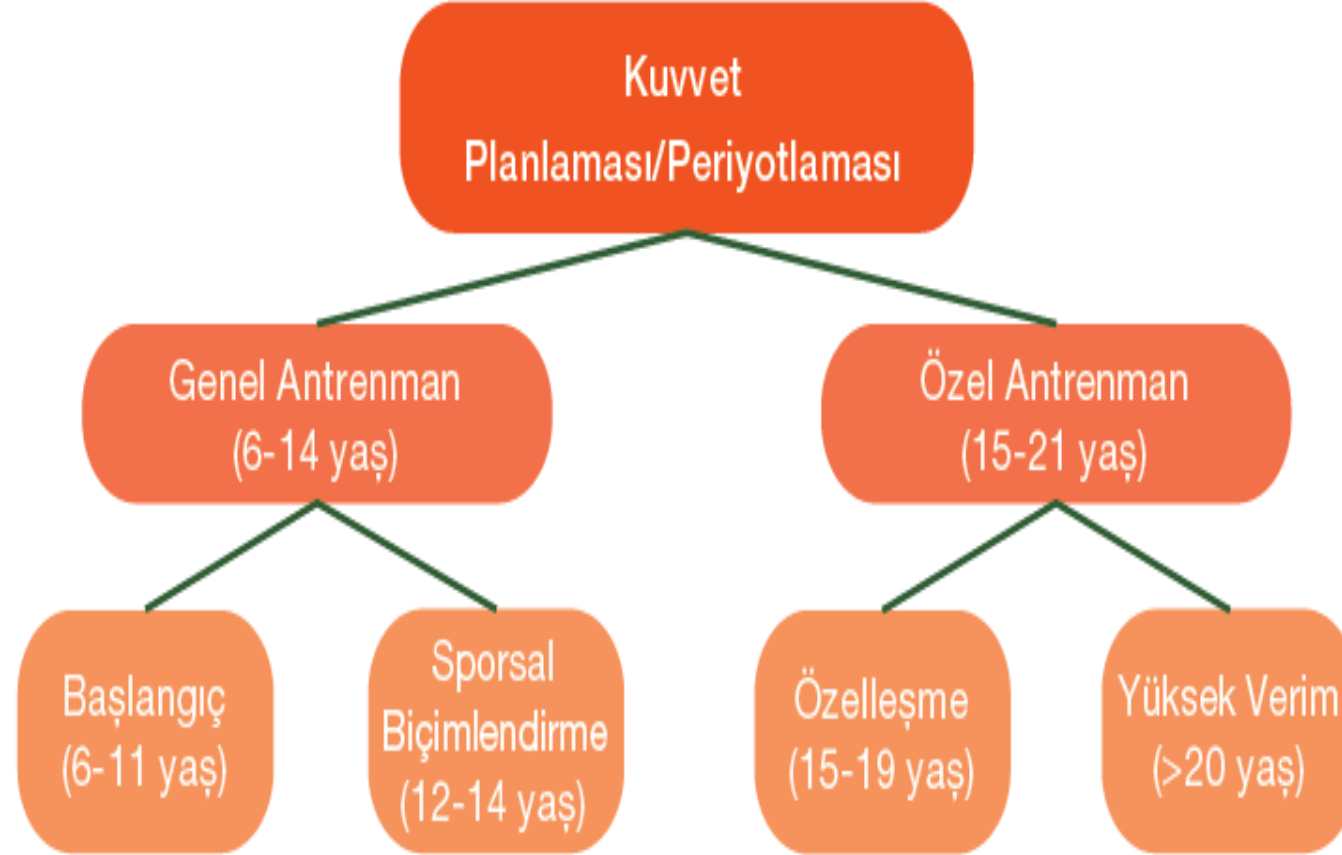 Kuvvet
Planlaması/Periyotlaması
Genel Antrenman
(6-14 yaş)
Özel Antrenman
(15-21 yaş)
Başlangıç
(6-11 yaş)
Sporsal
Biçimlendirme
(12-14 yaş)
Özelleşme
(15-19 yaş)
Yüksek Verim
(>20 yaş)